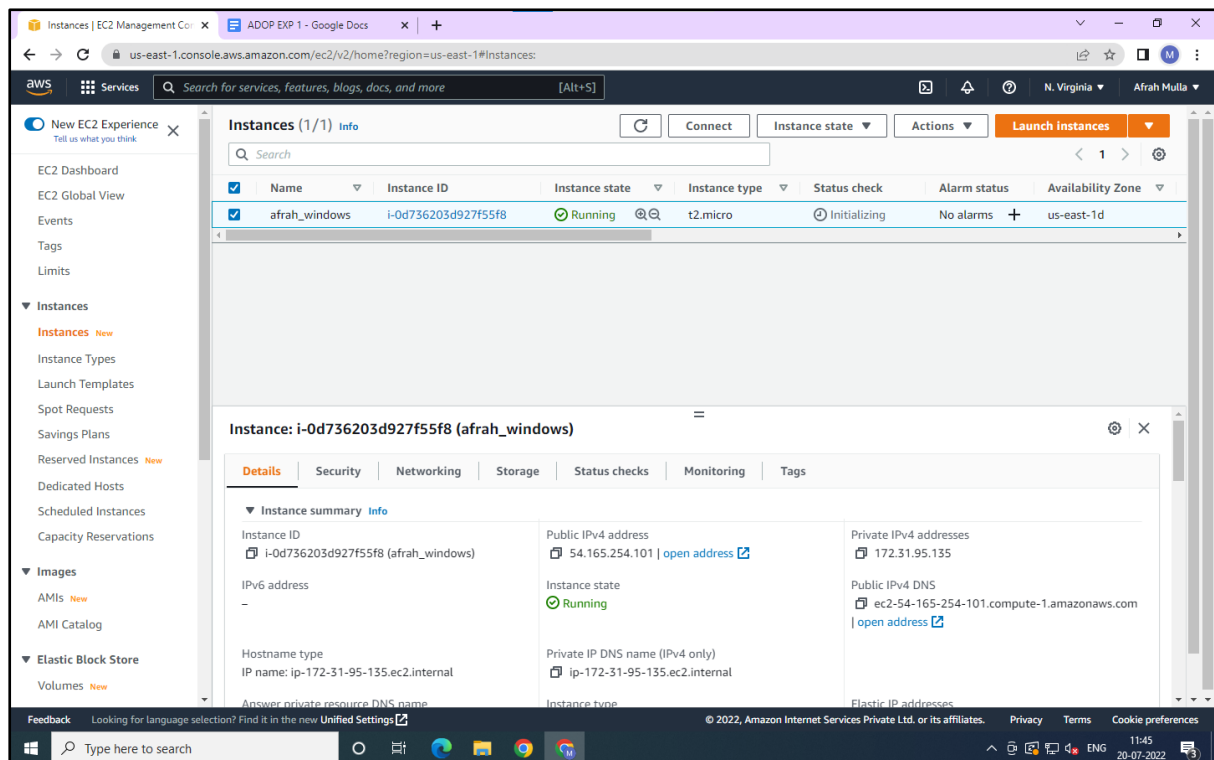 Instances | EC2 Management Con
ADOP EXP 1 - Google Docs
us-east-1.console.aws.amazon.com/ec2/v2/home?region=us-east-1#Instances:
M
aws
Services
Search for services, features, blogs, docs, and more
[Alt+S]
N. Virginia
Afrah Mulla
New EC2 Experience
Tell us what you think
EC2 Dashboard
EC2 Global View
Events
Tags
Limits
Instances
Instances New
Instance Types
Launch Templates
Spot Requests
Savings Plans
Reserved Instances New
Dedicated Hosts
Scheduled Instances
Capacity Reservations
Images
AMIs New
AMI Catalog
Elastic Block Store
Volumes New
Instances (1/1) Info
Connect
Instance state
Actions
Launch instances
Search
1
Name Instance ID Instance state Instance type Status check Alarm status Availability Zone
afrah_windows i-0d736203d927f55f8 Running t2.micro Initializing No alarms + us-east-1d
Instance: i-0d736203d927f55f8 (afrah_windows)
Details Security Networking Storage Status checks Monitoring Tags
Instance summary Info
Instance ID
i-0d736203d927f55f8 (afrah_windows)
Public IPv4 address
54.165.254.101 | open address
Private IPv4 addresses
172.31.95.135
IPv6 address
–
Instance state
Running
Public IPv4 DNS
ec2-54-165-254-101.compute-1.amazonaws.com
| open address
Hostname type
IP name: ip-172-31-95-135.ec2.internal
Private IP DNS name (IPv4 only)
ip-172-31-95-135.ec2.internal
Answer private resource DNS name
Instance type
Elastic IP addresses
Feedback
Looking for language selection? Find it in the new Unified Settings
© 2022, Amazon Internet Services Private Ltd. or its affiliates.
Privacy
Terms
Cookie preferences
Type here to search
ENG
11:45
20-07-2022
3